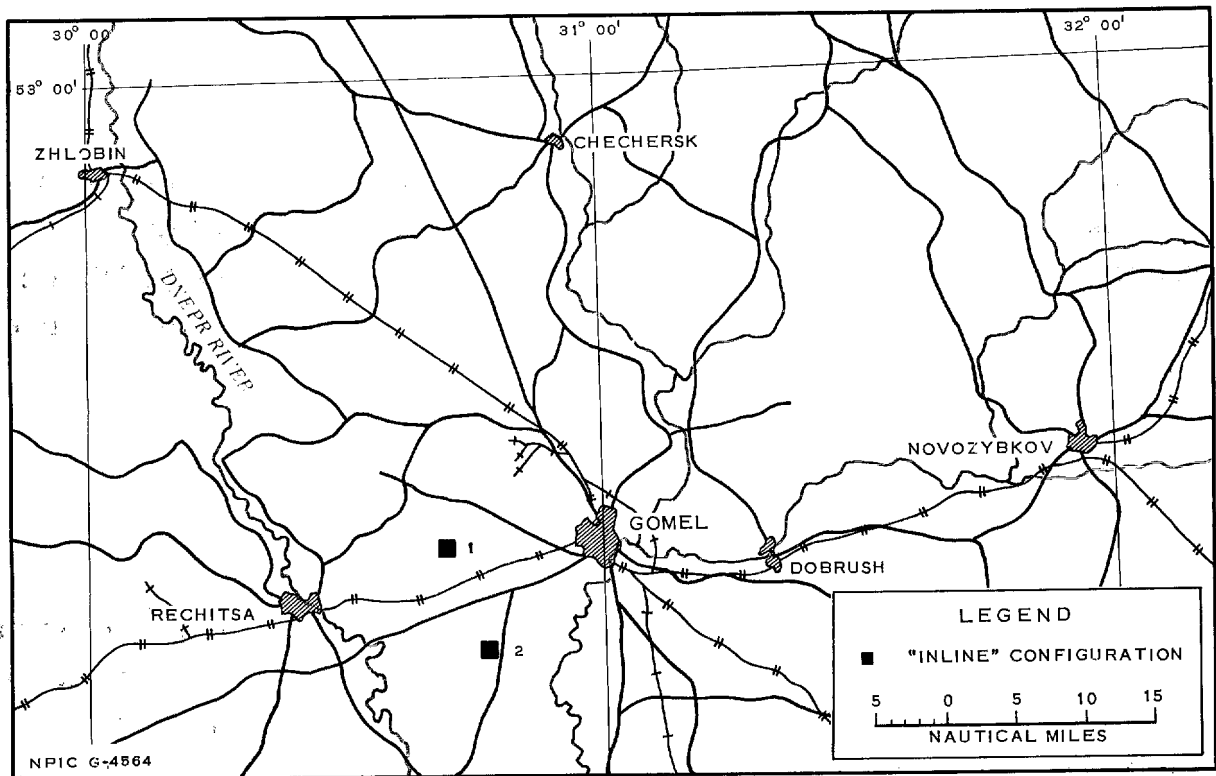 30° 00'
31° 00'
32° 00'
53° 00'
ZHLOBIN
CHECHERSK
DNEPR RIVER
NOVOZYBKOV
GOMEL
1
DOBRUSH
RECHITSA
2
LEGEND
"INLINE" CONFIGURATION
5 0 5 10 15
NAUTICAL MILES
NPIC G-4564